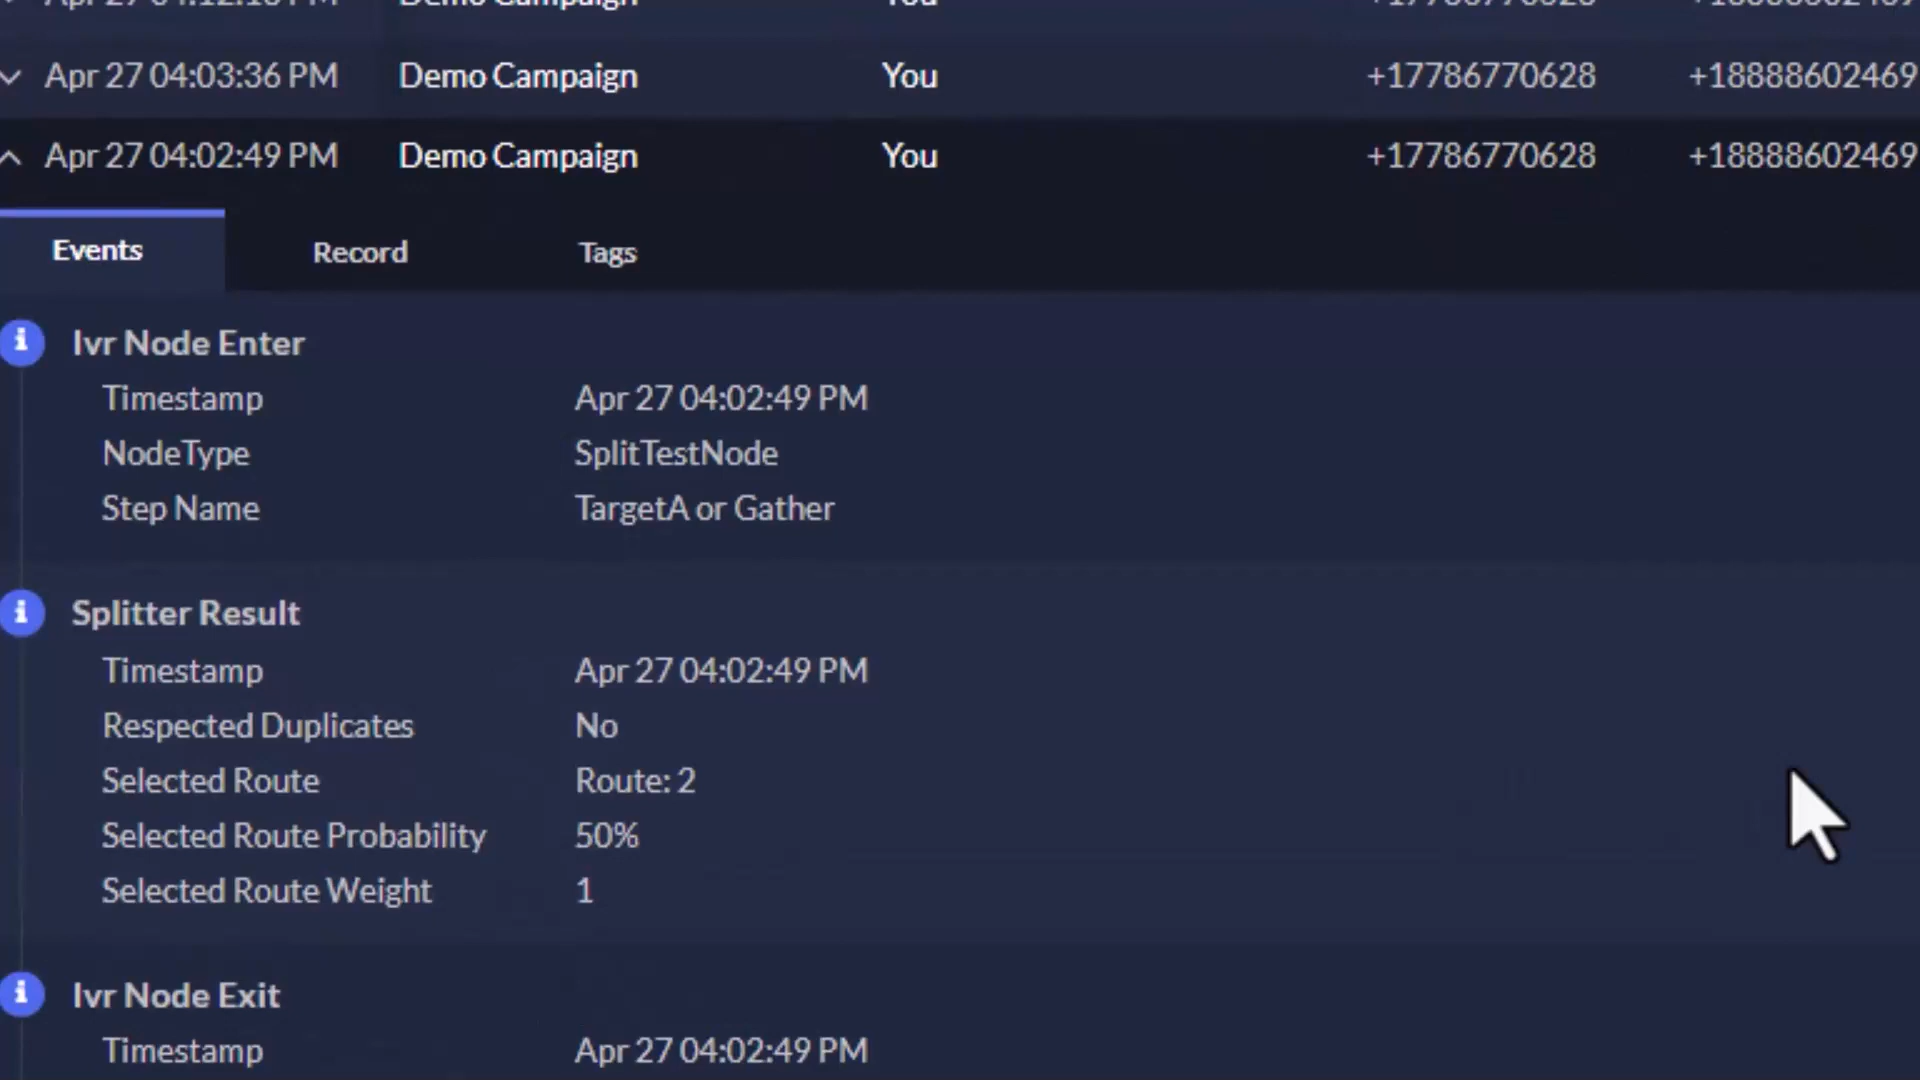 Demo Campaign You
Apr 27 04:03:36 PM Demo Campaign You +17786770628 +18888602469
Apr 27 04:02:49 PM Demo Campaign You +17786770628 +18888602469
Events Record Tags
Ivr Node Enter
Timestamp Apr 27 04:02:49 PM
NodeType SplitTestNode
Step Name TargetA or Gather
Splitter Result
Timestamp Apr 27 04:02:49 PM
Respected Duplicates No
Selected Route Route: 2
Selected Route Probability 50%
Selected Route Weight 1
Ivr Node Exit
Timestamp Apr 27 04:02:49 PM